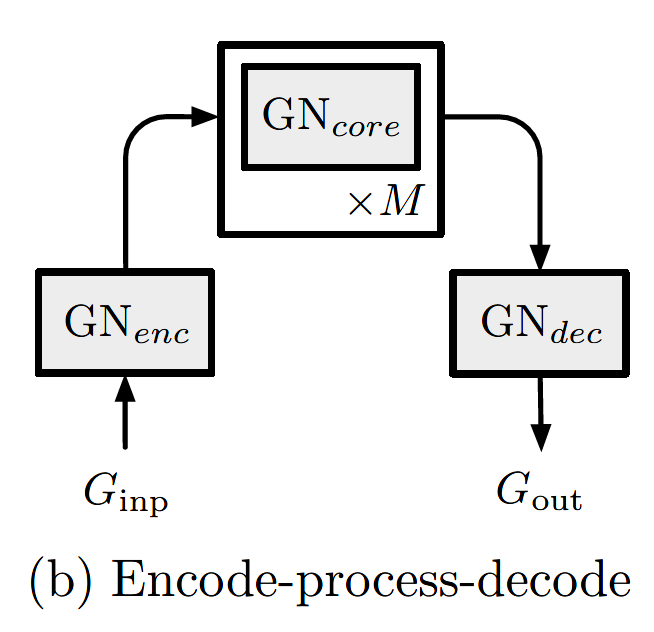 GN_core
×M
GN_enc
GN_dec
G_inp
G_out
(b) Encode-process-decode